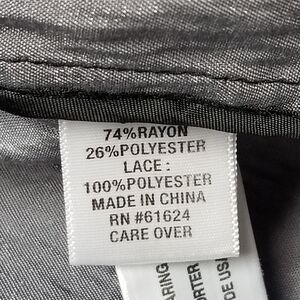 74%RAYON
26%POLYESTER
LACE:
100%POLYESTER
MADE IN CHINA
RN #61624
CARE OVER